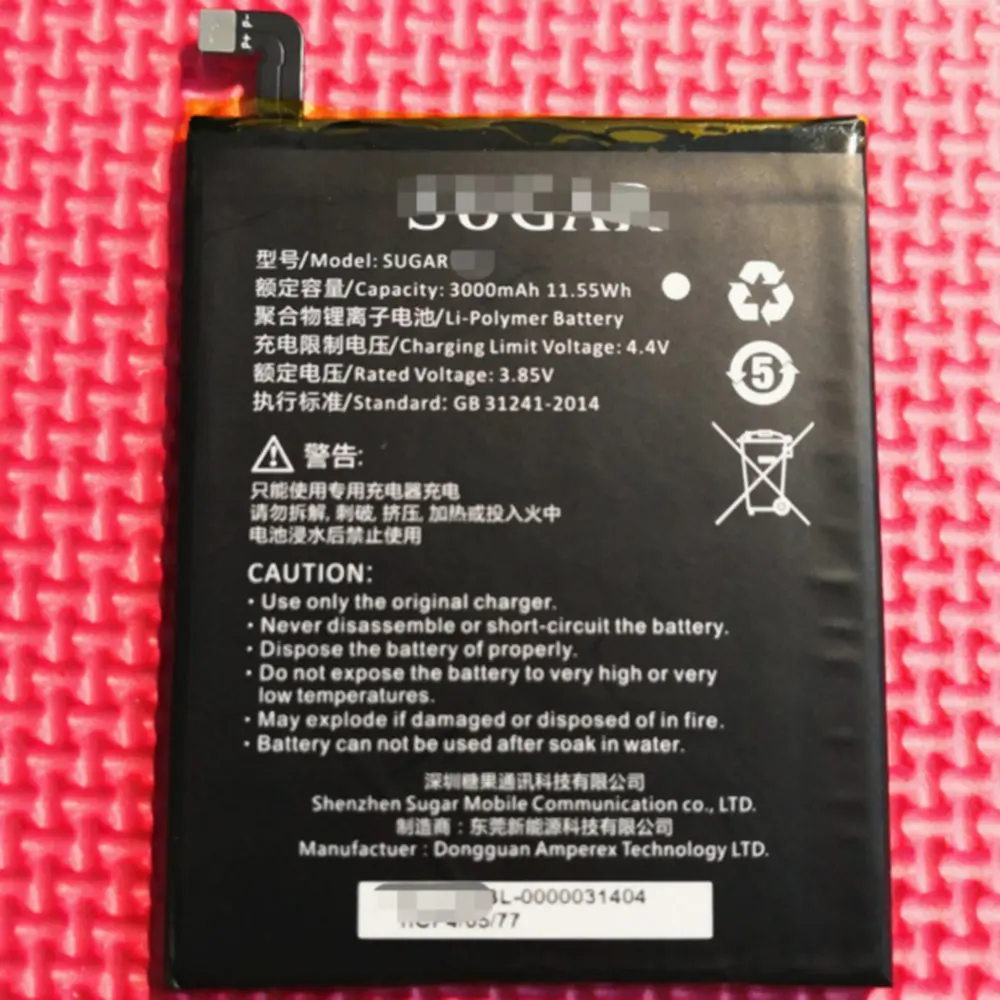 P+ P-
SUGAR
型号/Model: SUGAR
额定容量/Capacity: 3000mAh 11.55Wh
聚合物锂离子电池/Li-Polymer Battery
充电限制电压/Charging Limit Voltage: 4.4V
额定电压/Rated Voltage: 3.85V
执行标准/Standard: GB 31241-2014
5
警告:
只能使用专用充电器充电
请勿拆解, 刺破, 挤压, 加热或投入火中
电池浸水后禁止使用
CAUTION:
· Use only the original charger.
· Never disassemble or short-circuit the battery.
· Dispose the battery of properly.
· Do not expose the battery to very high or very
low temperatures.
· May explode if damaged or disposed of in fire.
· Battery can not be used after soak in water.
深圳糖果通讯科技有限公司
Shenzhen Sugar Mobile Communication co., LTD.
制造商：东莞新能源科技有限公司
Manufactuer : Dongguan Amperex Technology LTD.
L-0000031404
/77